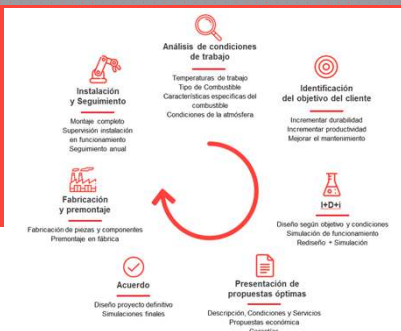 Análisis de condiciones
de trabajo
Temperaturas de trabajo
Tipo de Combustible
Características específicas del
combustible
Condiciones de la atmósfera
Identificación
del objetivo del cliente
Incrementar durabilidad
Incrementar productividad
Mejorar el mantenimiento
I+D+i
Diseño según objetivo y condiciones
Simulación de funcionamiento
Rediseño + Simulación
Presentación de
propuestas óptimas
Descripción, Condiciones y Servicios
Propuestas económica
Garantías
Acuerdo
Diseño proyecto definitivo
Simulaciones finales
Fabricación
y premontaje
Fabricación de piezas y componentes
Premontaje en fábrica
Instalación
y Seguimiento
Montaje completo
Supervisión instalación
en funcionamiento
Seguimiento anual